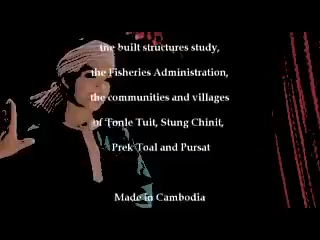 the built structures study,
the Fisheries Administration,
the communities and villages
of Tonle Tuit, Stung Chinit,
Prek Toal and Pursat
Made in Cambodia